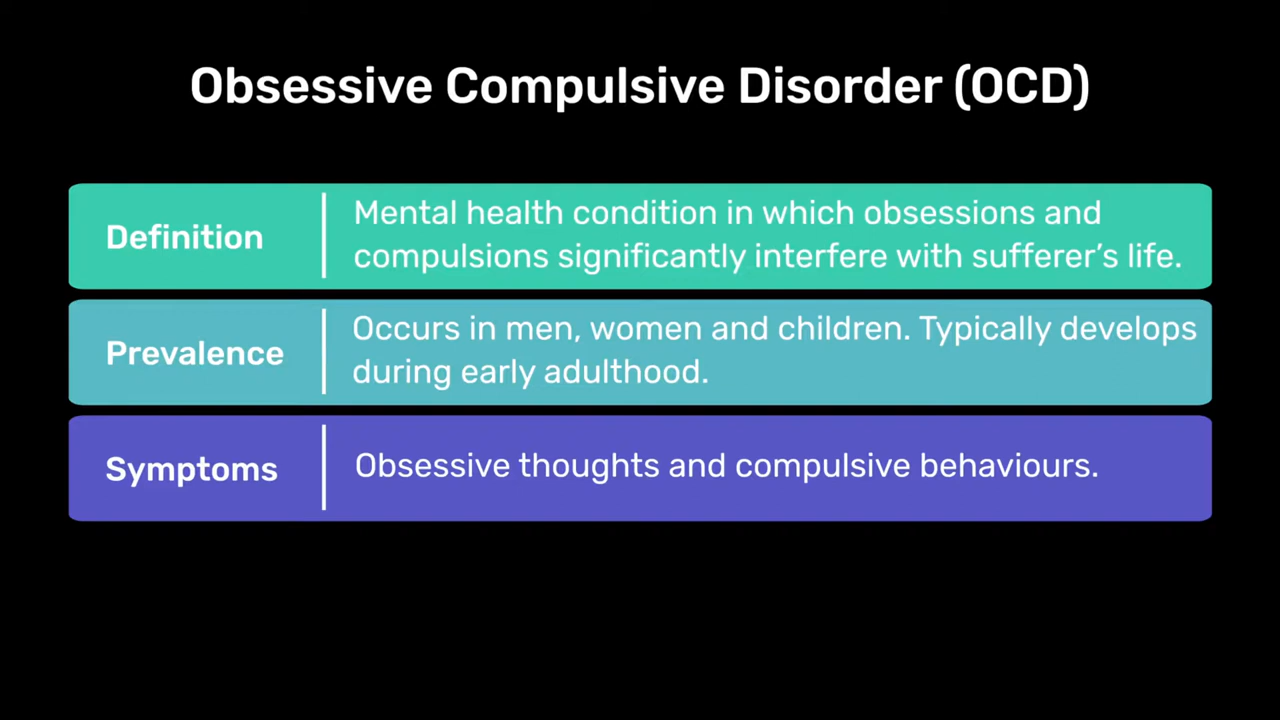 Obsessive Compulsive Disorder (OCD)
Definition
Mental health condition in which obsessions and
compulsions significantly interfere with sufferer’s life.
Prevalence
Occurs in men, women and children. Typically develops
during early adulthood.
Symptoms
Obsessive thoughts and compulsive behaviours.